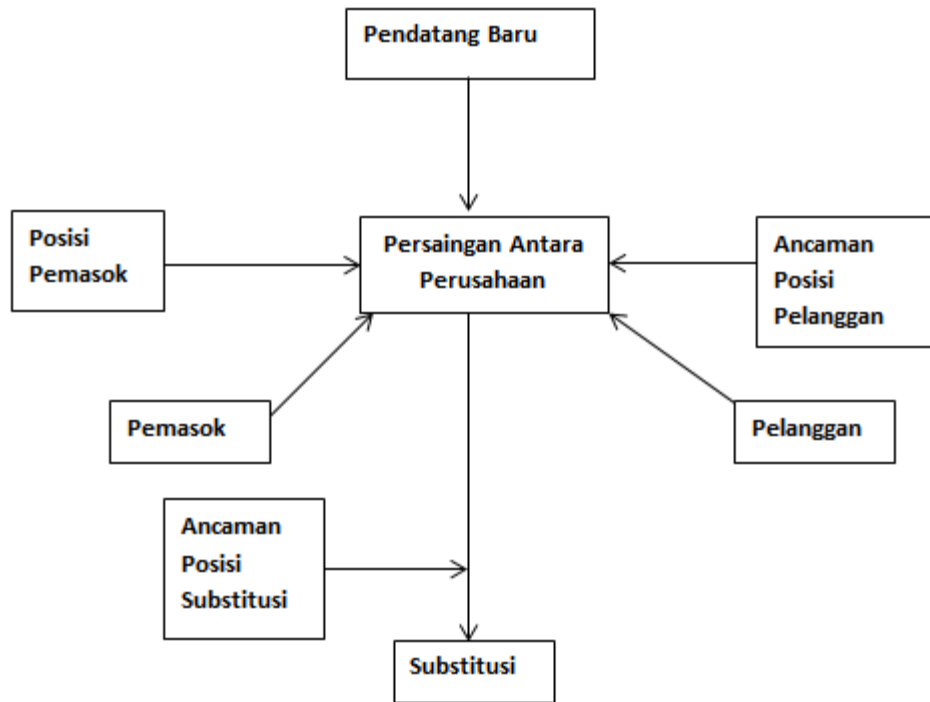 Pendatang Baru
Posisi
Pemasok
Persaingan Antara
Perusahaan
Ancaman
Posisi
Pelanggan
Pemasok
Pelanggan
Ancaman
Posisi
Substitusi
Substitusi